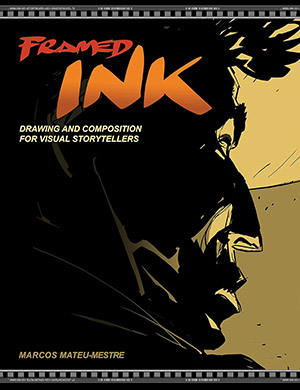 FRAMED
INK
DRAWING AND COMPOSITION
FOR VISUAL STORYTELLERS
MARCOS MATEU-MESTRE